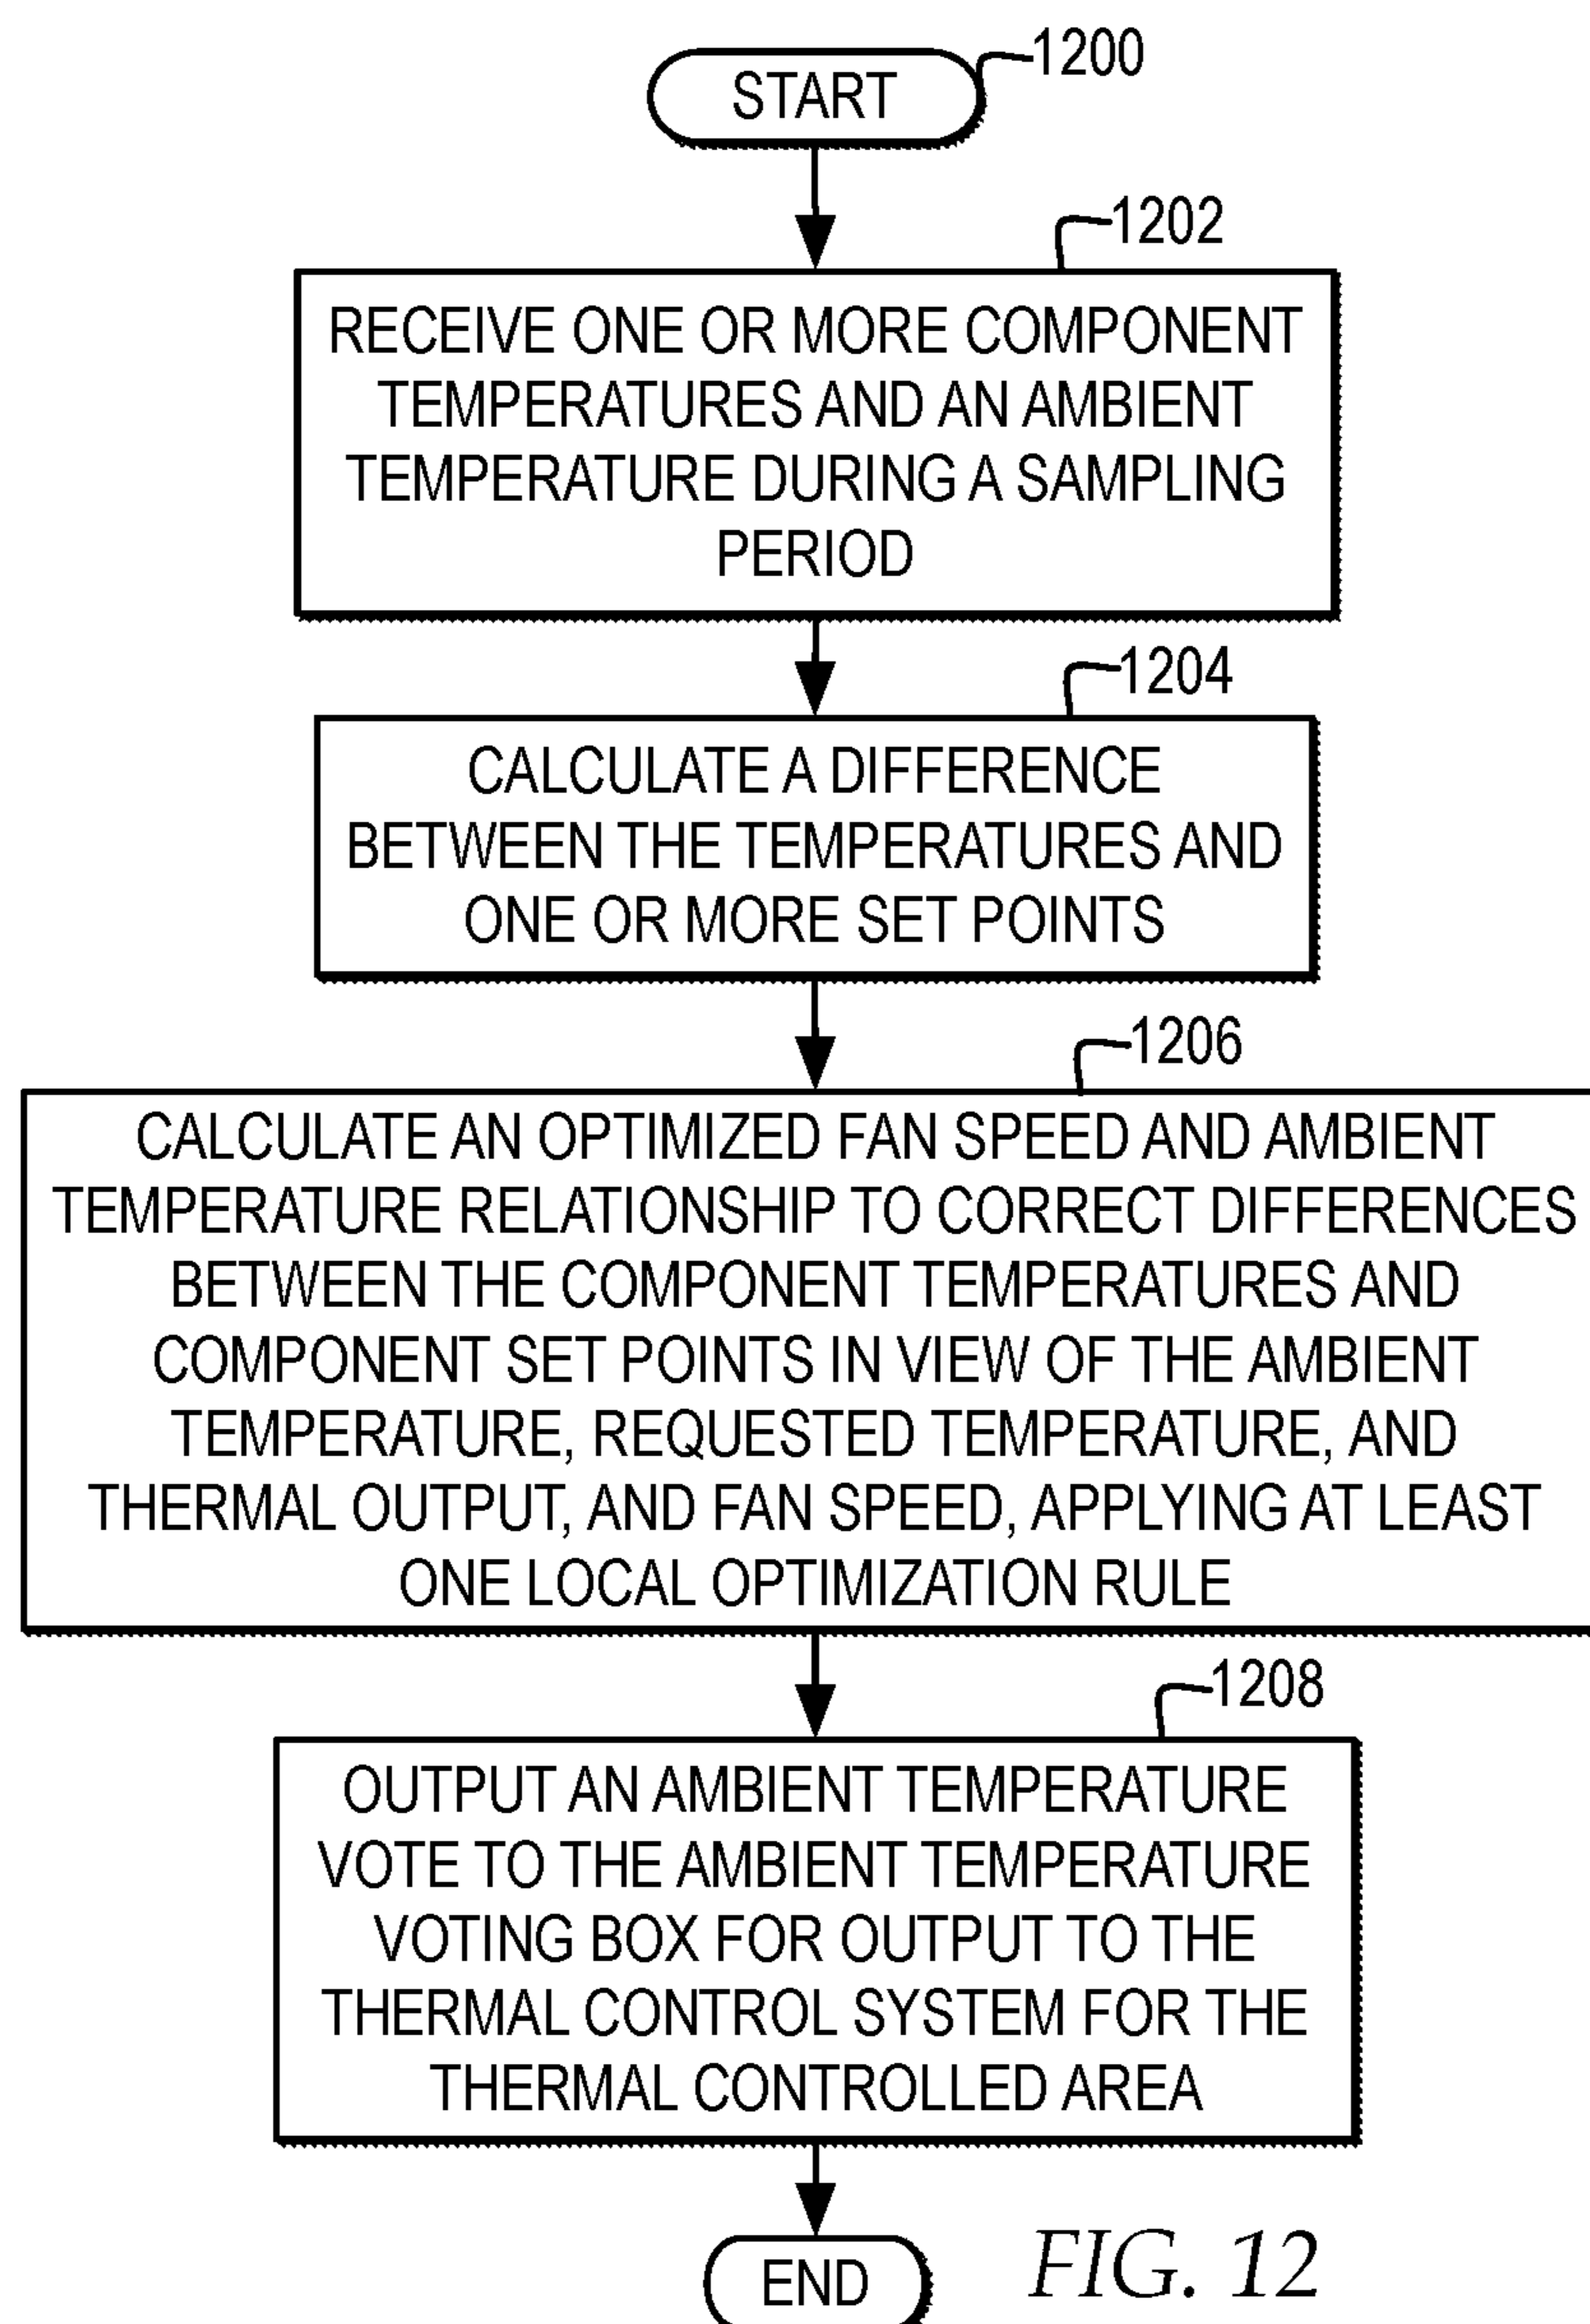 START
1200
1202
RECEIVE ONE OR MORE COMPONENT
TEMPERATURES AND AN AMBIENT
TEMPERATURE DURING A SAMPLING
PERIOD
1204
CALCULATE A DIFFERENCE
BETWEEN THE TEMPERATURES AND
ONE OR MORE SET POINTS
1206
CALCULATE AN OPTIMIZED FAN SPEED AND AMBIENT
TEMPERATURE RELATIONSHIP TO CORRECT DIFFERENCES
BETWEEN THE COMPONENT TEMPERATURES AND
COMPONENT SET POINTS IN VIEW OF THE AMBIENT
TEMPERATURE, REQUESTED TEMPERATURE, AND
THERMAL OUTPUT, AND FAN SPEED, APPLYING AT LEAST
ONE LOCAL OPTIMIZATION RULE
1208
OUTPUT AN AMBIENT TEMPERATURE
VOTE TO THE AMBIENT TEMPERATURE
VOTING BOX FOR OUTPUT TO THE
THERMAL CONTROL SYSTEM FOR THE
THERMAL CONTROLLED AREA
END
FIG. 12